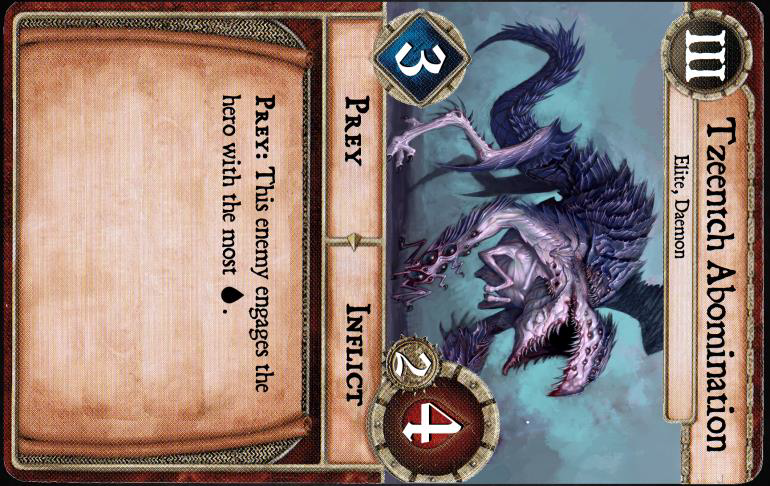 III
Tzeentch Abomination
Elite, Daemon
3
2
4
PREY
INFLICT
PREY: This enemy engages the
hero with the most
.